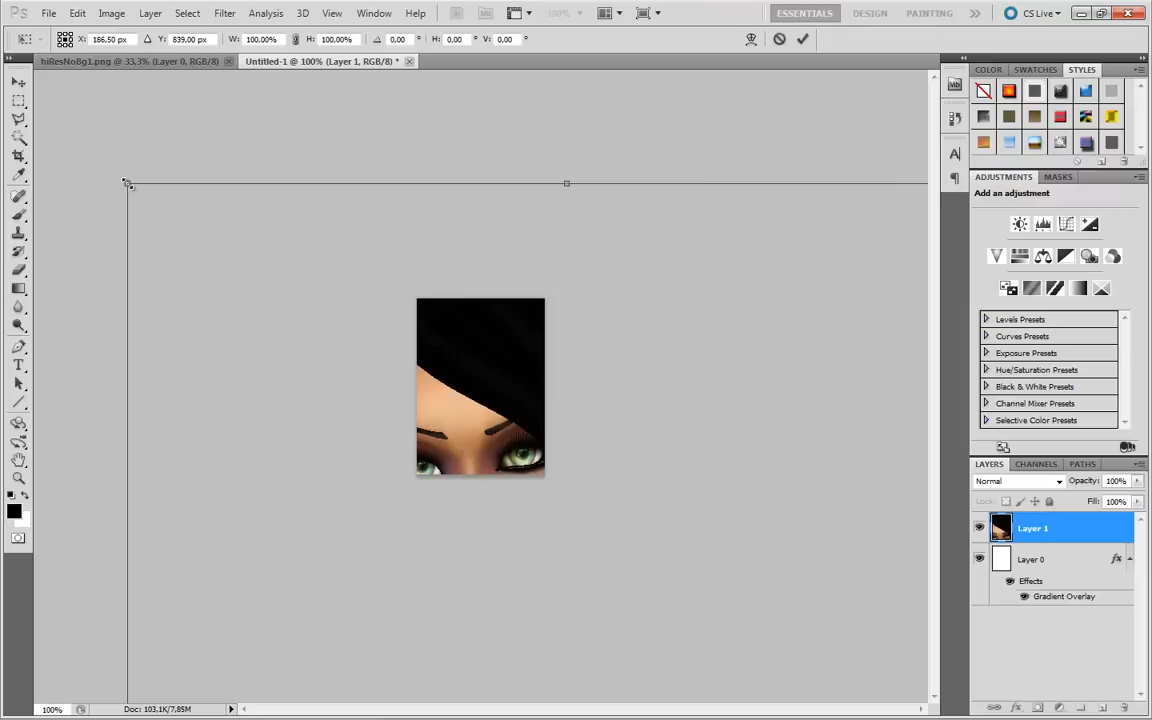 Ps File Edit Image Layer Select Filter Analysis 3D View Window Help Br Mb 100% ESSENTIALS DESIGN PAINTING CS Live
X: 186.50 px Y: 839.00 px W: 100.00% H: 100.00% 0,00 ° H: 0.00 ° V: 0.00 °
hiResNoBg1.png @ 33,3% (Layer 0, RGB/8) Untitled-1 @ 100% (Layer 1, RGB/8) *
COLOR SWATCHES STYLES
Mb
ADJUSTMENTS MASKS
Add an adjustment
Levels Presets
Curves Presets
Exposure Presets
Hue/Saturation Presets
Black & White Presets
Channel Mixer Presets
Selective Color Presets
LAYERS CHANNELS PATHS
Normal Opacity: 100%
Lock: Fill: 100%
Layer 1
Layer 0 fx
Effects
Gradient Overlay
100% Doc: 103,1K/7,85M